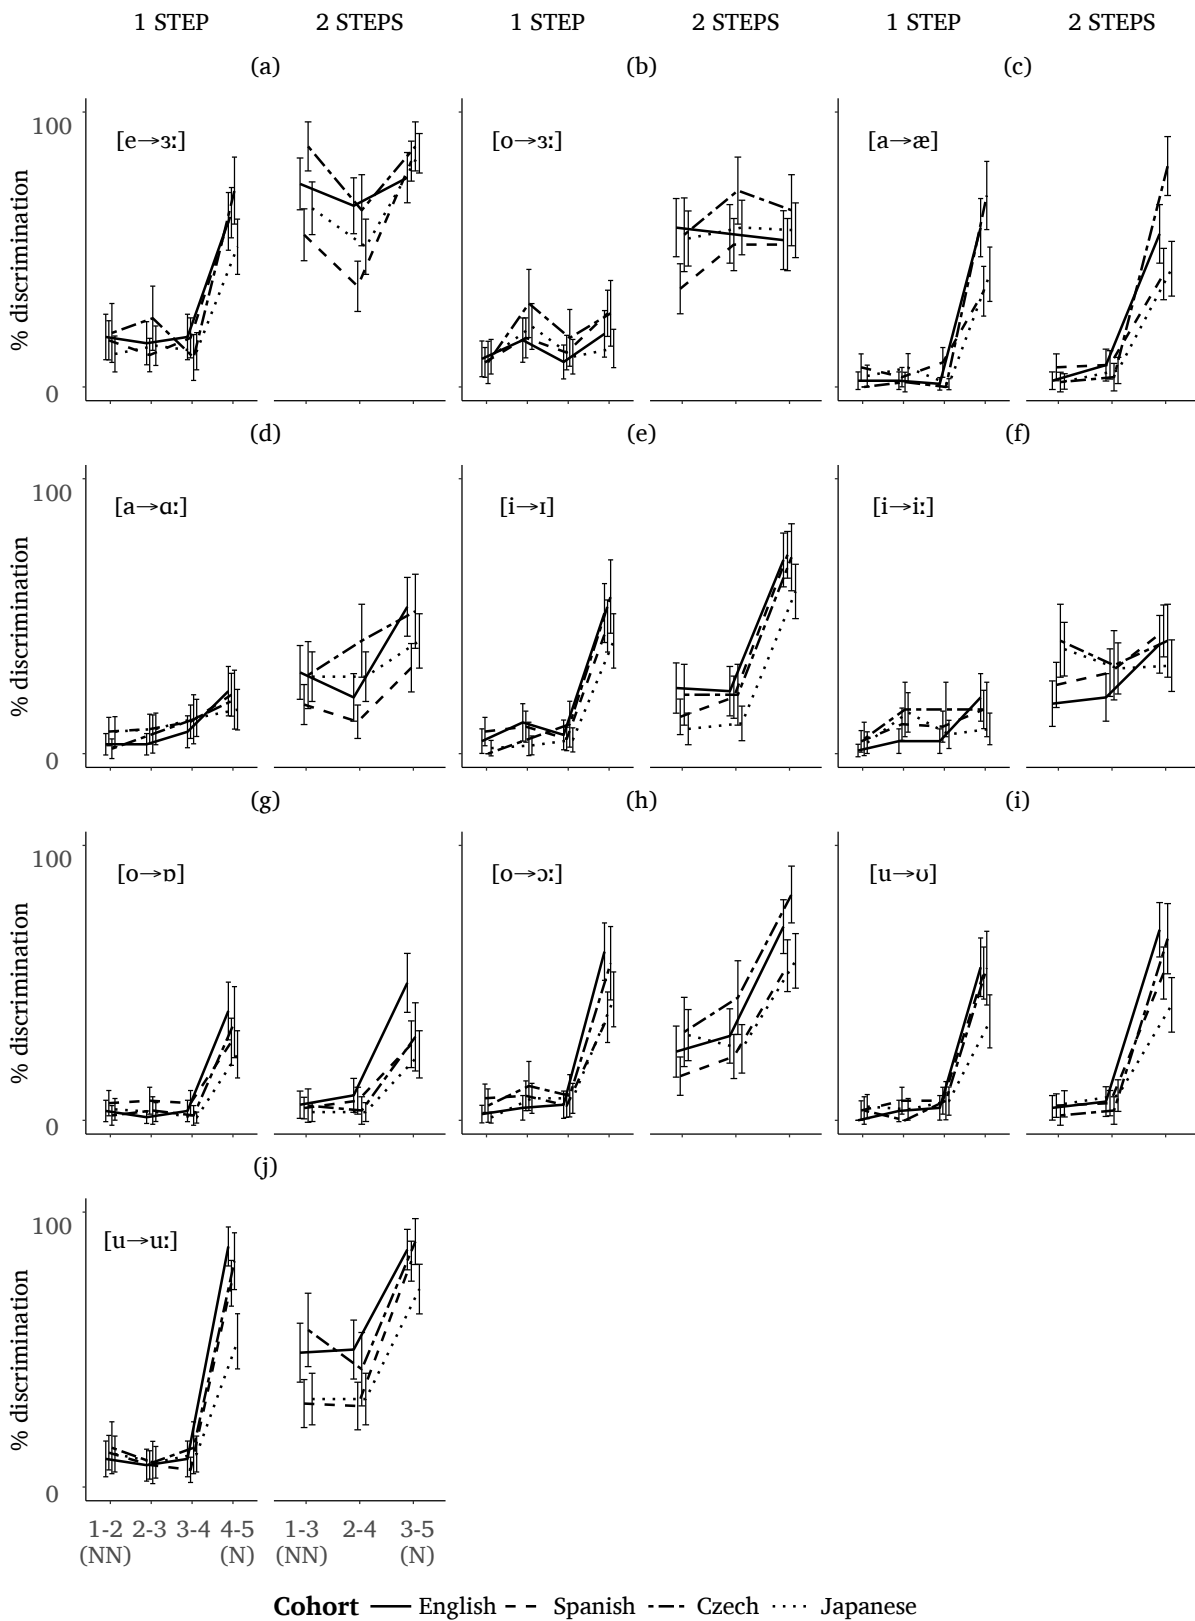 1 STEP 2 STEPS 1 STEP 2 STEPS 1 STEP 2 STEPS
(a) (b) (c)
100
[e→ɜː] [o→ɜː] [a→æ]
% discrimination
0
(d) (e) (f)
100
[a→ɑː] [i→ɪ] [i→iː]
% discrimination
0
(g) (h) (i)
100
[o→ɒ] [o→ɔː] [u→ʊ]
% discrimination
0
(j)
100
[u→uː]
% discrimination
0
1-2 2-3 3-4 4-5 1-3 2-4 3-5
(NN) (N) (NN) (N)
Cohort English Spanish Czech Japanese